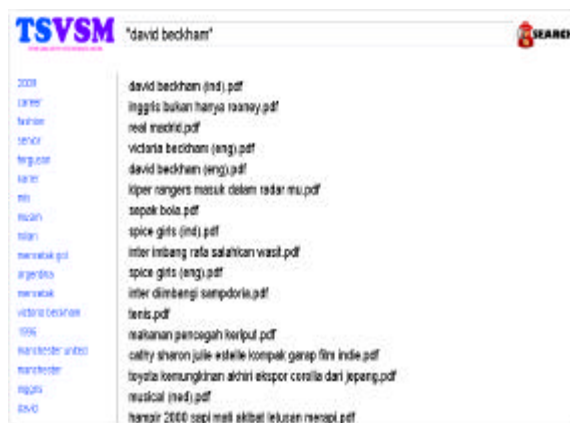 TSVSM
"david beckham"
SEARCH
2009
career
fashion
senior
ferguson
karier
mls
musim
milan
mencetak gol
argentina
mencetak
victoria beckham
1996
manchester united
manchester
inggris
david
david beckham (ind).pdf
inggris bukan hanya rooney.pdf
real madrid.pdf
victoria beckham (eng).pdf
david beckham (eng).pdf
kiper rangers masuk dalam radar mu.pdf
sepak bola.pdf
spice girls (ind).pdf
inter imbang rafa salahkan wasit.pdf
spice girls (eng).pdf
inter diimbangi sampdoria.pdf
tenis.pdf
makanan pencegah keriput.pdf
cathy sharon julie estelle kompak garap film indie.pdf
toyota kemungkinan akhiri ekspor corolla dari jepang.pdf
musical (ned).pdf
hampir 2000 sapi mati akibat letusan merapi.pdf